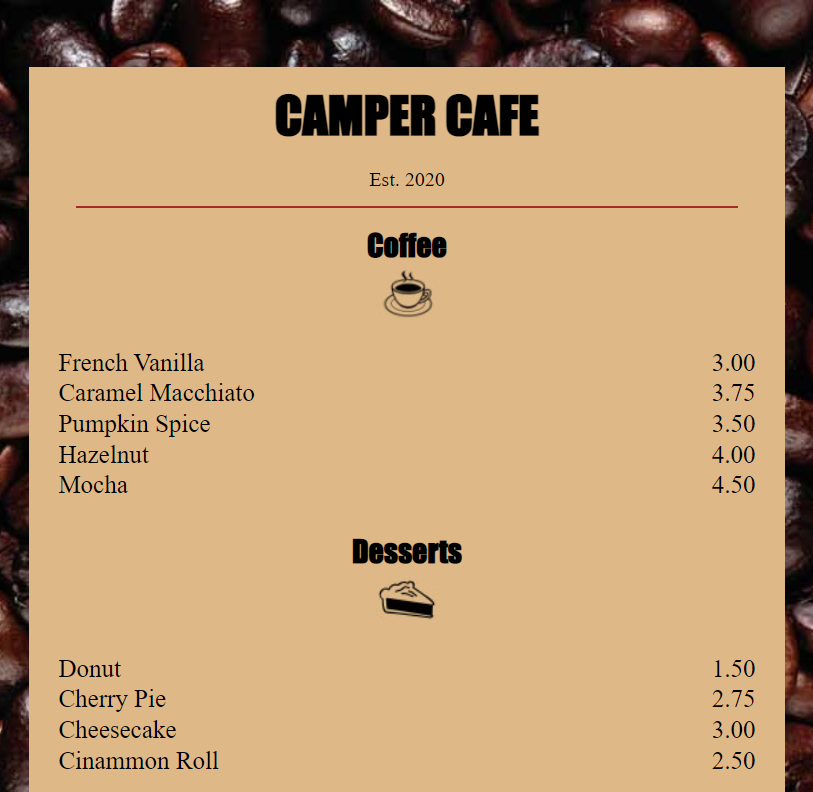 CAMPER CAFE
Est. 2020
Coffee
French Vanilla 3.00
Caramel Macchiato 3.75
Pumpkin Spice 3.50
Hazelnut 4.00
Mocha 4.50
Desserts
Donut 1.50
Cherry Pie 2.75
Cheesecake 3.00
Cinammon Roll 2.50